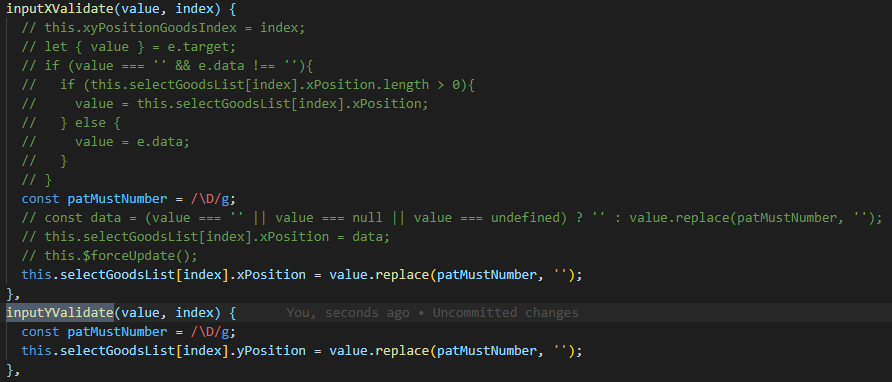 inputXValidate(value, index) {
// this.xyPositionGoodsIndex = index;
// let { value } = e.target;
// if (value === '' && e.data !== ''){
//   if (this.selectGoodsList[index].xPosition.length > 0){
//     value = this.selectGoodsList[index].xPosition;
//   } else {
//     value = e.data;
//   }
// }
const patMustNumber = /\D/g;
// const data = (value === '' || value === null || value === undefined) ? '' : value.replace(patMustNumber, '');
// this.selectGoodsList[index].xPosition = data;
// this.$forceUpdate();
this.selectGoodsList[index].xPosition = value.replace(patMustNumber, '');
},
inputYValidate(value, index) { You, seconds ago • Uncommitted changes
const patMustNumber = /\D/g;
this.selectGoodsList[index].yPosition = value.replace(patMustNumber, '');
},